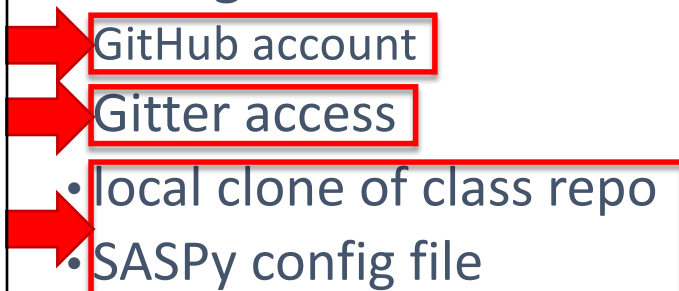 GitHub account
Gitter access
• local clone of class repo
• SASPy config file